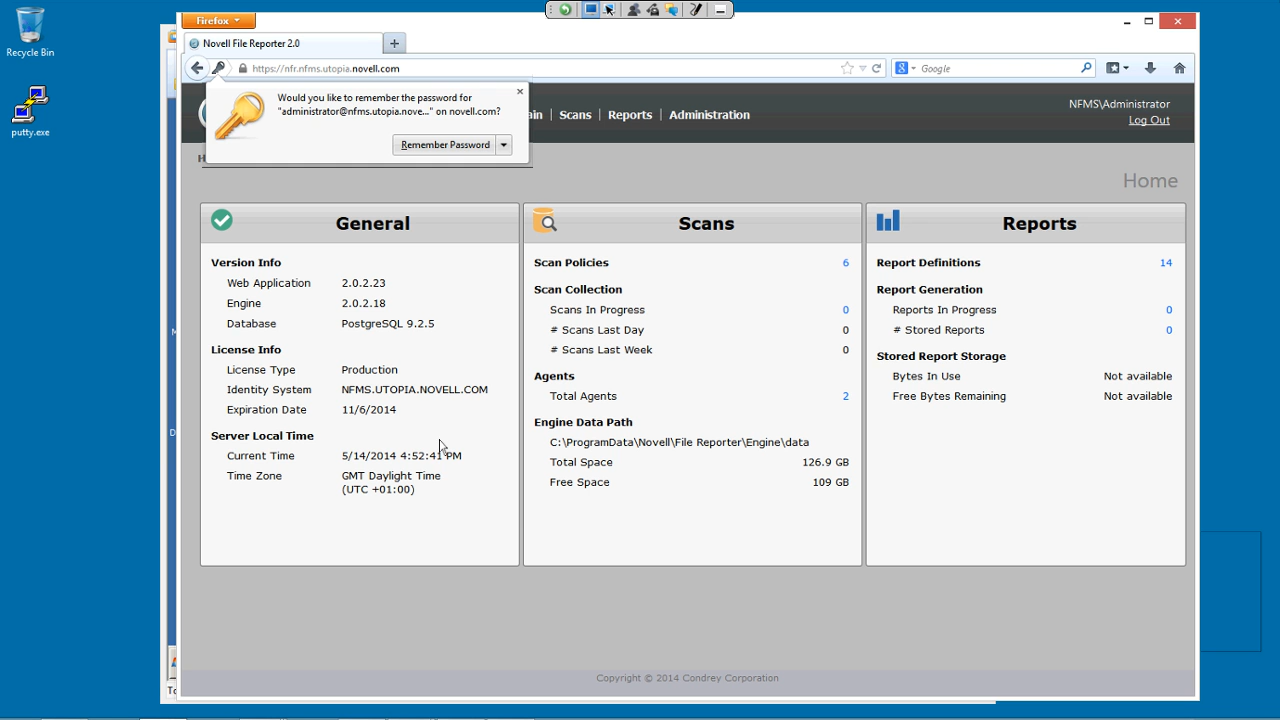 Recycle Bin
putty.exe
Firefox
Novell File Reporter 2.0
https://nfr.nfms.utopia.novell.com
Google
Would you like to remember the password for
"administrator@nfms.utopia.nove..." on novell.com?
Remember Password
Scans
Reports
Administration
NFMS\Administrator
Log Out
Home
General
Version Info
Web Application 2.0.2.23
Engine 2.0.2.18
Database PostgreSQL 9.2.5
License Info
License Type Production
Identity System NFMS.UTOPIA.NOVELL.COM
Expiration Date 11/6/2014
Server Local Time
Current Time 5/14/2014 4:52:41 PM
Time Zone GMT Daylight Time
(UTC +01:00)
Scans
Scan Policies 6
Scan Collection
Scans In Progress 0
# Scans Last Day 0
# Scans Last Week 0
Agents
Total Agents 2
Engine Data Path
C:\ProgramData\Novell\File Reporter\Engine\data
Total Space 126.9 GB
Free Space 109 GB
Reports
Report Definitions 14
Report Generation
Reports In Progress 0
# Stored Reports 0
Stored Report Storage
Bytes In Use Not available
Free Bytes Remaining Not available
Copyright © 2014 Condrey Corporation